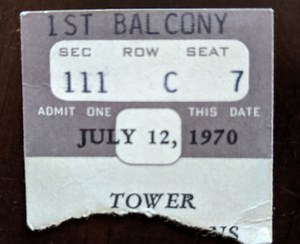 1ST BALCONY
SEC ROW SEAT
111 C 7
ADMIT ONE THIS DATE
JULY 12, 1970
TOWER